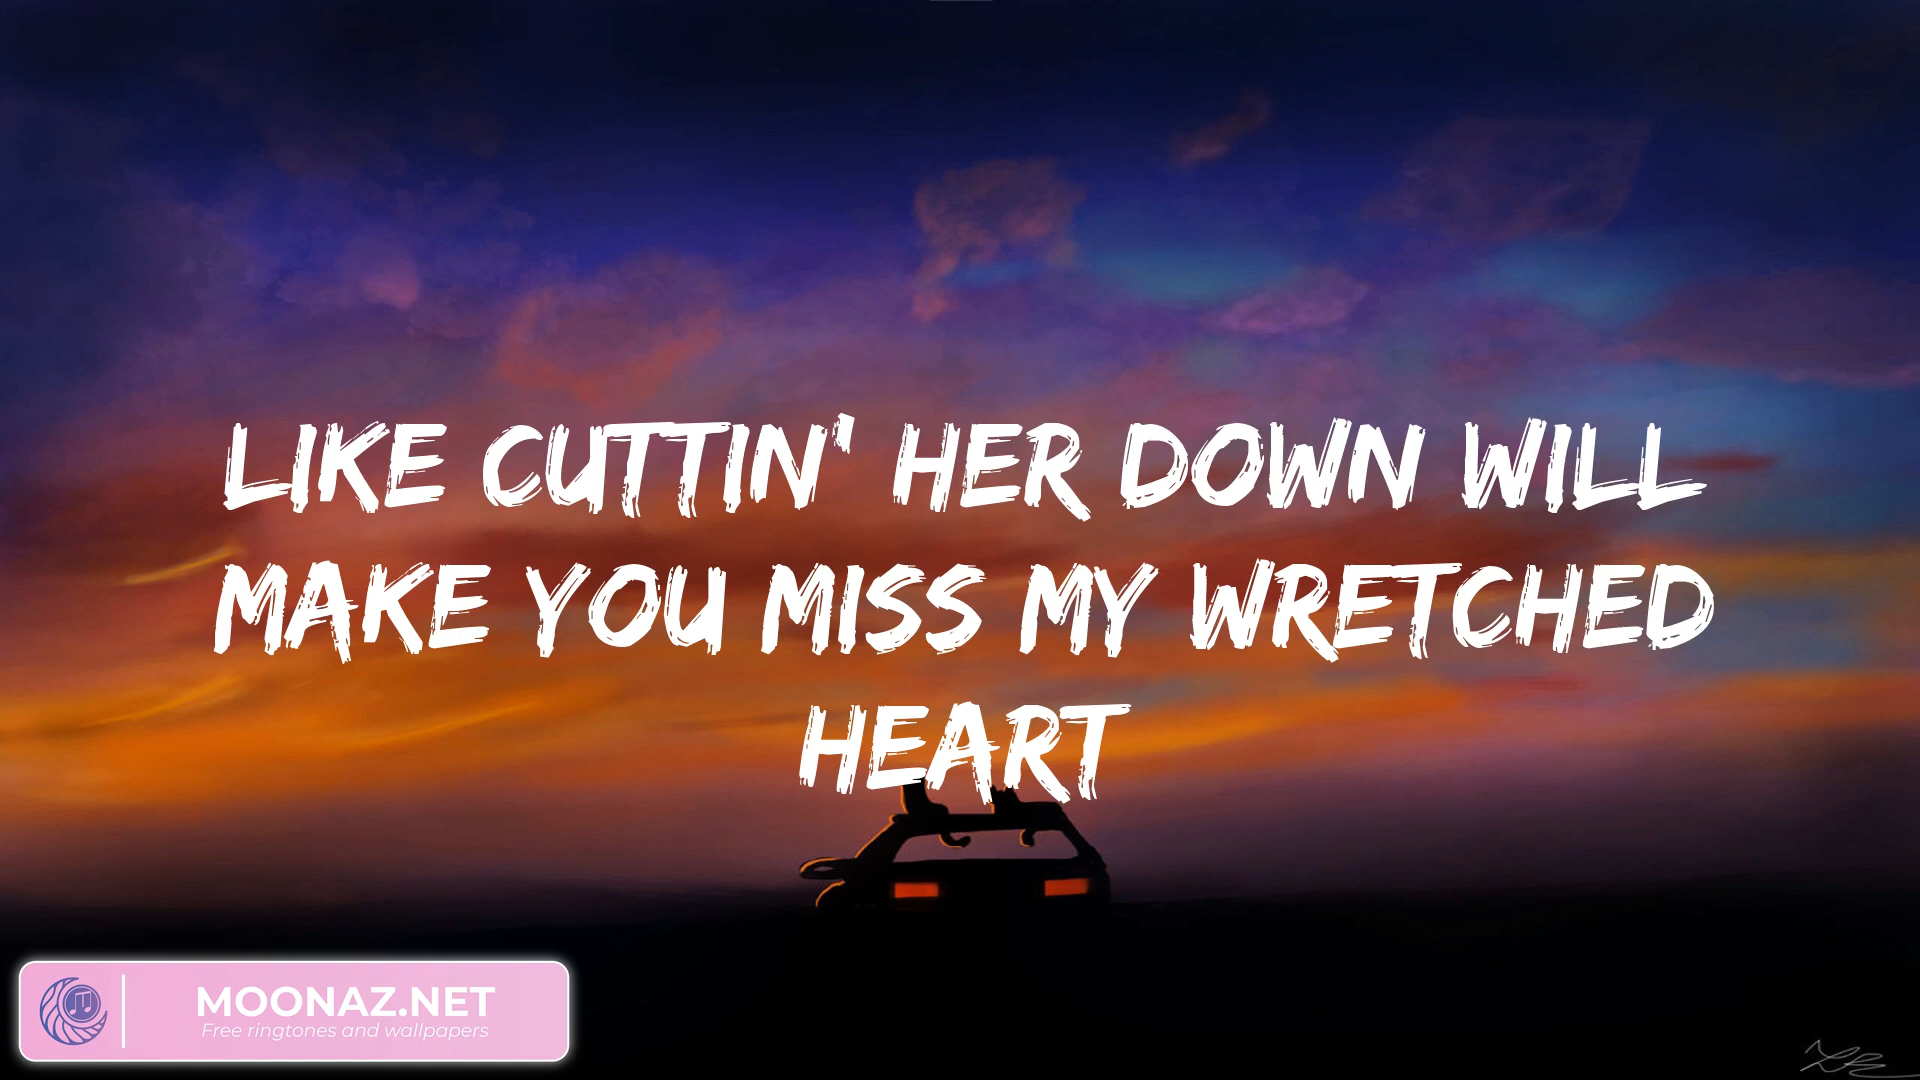 LIKE CUTTIN' HER DOWN WILL
MAKE YOU MISS MY WRETCHED
HEART
MOONAZ.NET
Free ringtones and wallpapers